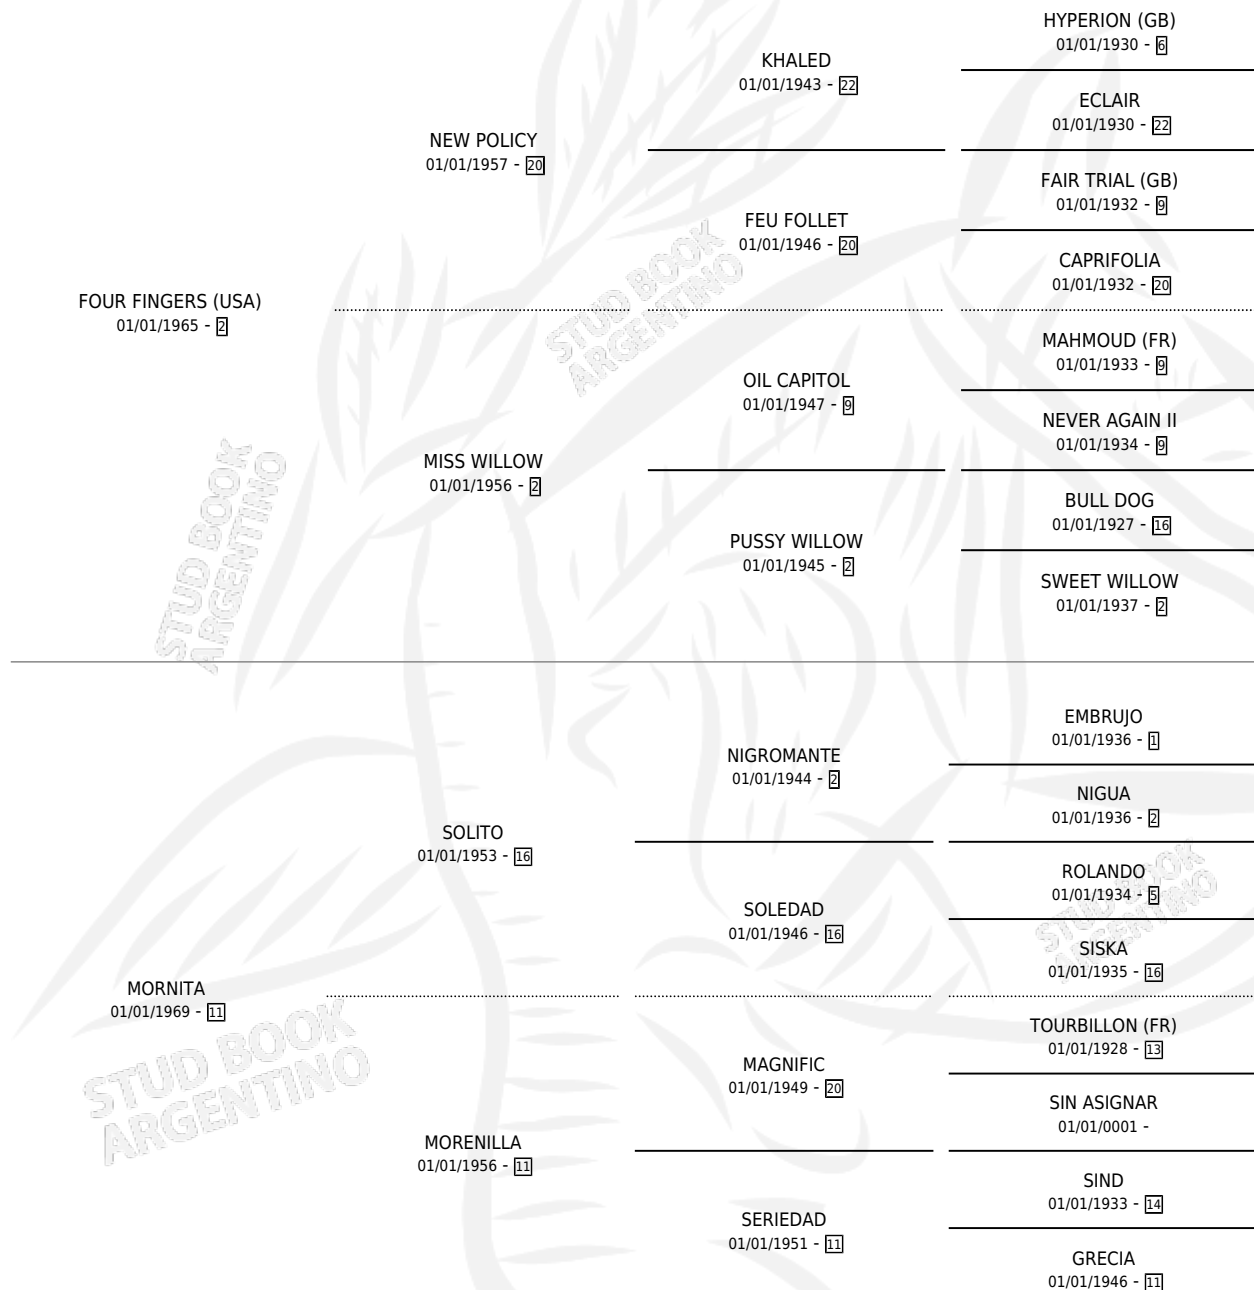 HYPERION (GB)
01/01/1930 - 6
KHALED
01/01/1943 - 22
ECLAIR
01/01/1930 - 22
NEW POLICY
01/01/1957 - 20
FAIR TRIAL (GB)
01/01/1932 - 9
FEU FOLLET
01/01/1946 - 20
CAPRIFOLIA
01/01/1932 - 20
FOUR FINGERS (USA)
01/01/1965 - 2
STUD BOOK
ARGENTINO
MAHMOUD (FR)
01/01/1933 - 9
OIL CAPITOL
01/01/1947 - 9
NEVER AGAIN II
01/01/1934 - 9
MISS WILLOW
01/01/1956 - 2
BULL DOG
01/01/1927 - 16
PUSSY WILLOW
01/01/1945 - 2
SWEET WILLOW
01/01/1937 - 2
STUD BOOK
ARGENTINO
EMBRUJO
01/01/1936 - 1
NIGROMANTE
01/01/1944 - 2
NIGUA
01/01/1936 - 2
SOLITO
01/01/1953 - 16
ROLANDO
01/01/1934 - 5
SOLEDAD
01/01/1946 - 16
SISKA
01/01/1935 - 16
STUD BOOK
ARGENTINO
MORNITA
01/01/1969 - 11
STUD BOOK
ARGENTINO
TOURBILLON (FR)
01/01/1928 - 13
MAGNIFIC
01/01/1949 - 20
SIN ASIGNAR
01/01/0001 -
MORENILLA
01/01/1956 - 11
SIND
01/01/1933 - 14
SERIEDAD
01/01/1951 - 11
GRECIA
01/01/1946 - 11